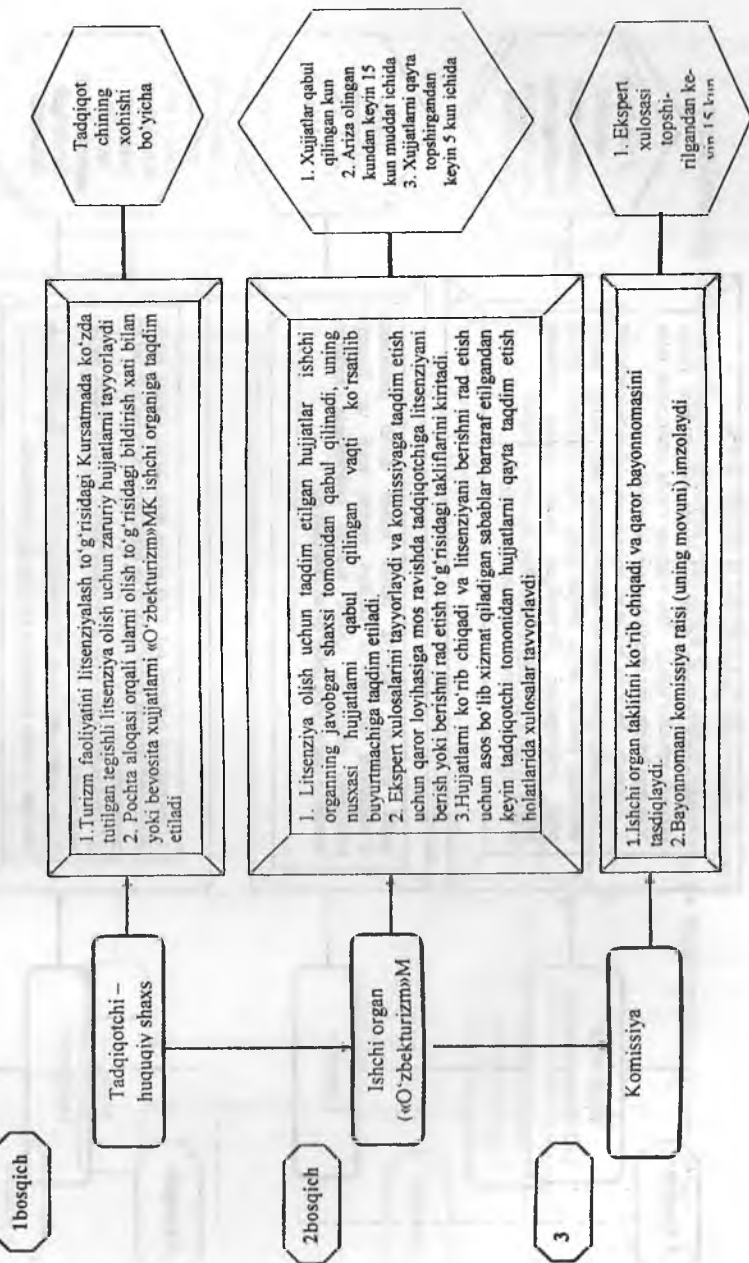 1bosqich
Tadqiqotchi –
huquqiy shaxs
1.Turizm faoliyatini litsenziyalash to‘g‘risidagi Kursatmada ko‘zda
tutilgan tegishli litsenziya olish uchun zaruriy hujjatlarni tayyorlaydi
2. Pochta aloqasi orqali ularni olish to‘g‘risidagi bildirish xati bilan
yoki bevosita xujjatlarni «O‘zbekturizm»MK ishchi organiga taqdim
etiladi
Tadqiqot
chining
xohishi
bo‘yicha
2bosqich
Ishchi organ
(«O‘zbekturizm»M
1. Litsenziya olish uchun taqdim etilgan hujjatlar ishchi
organning javobgar shaxsi tomonidan qabul qilinadi, uning
nusxasi hujjatlarni qabul qilingan vaqti ko‘rsatilib
buyurtmachiga taqdim etiladi.
2. Ekspert xulosalarini tayyorlaydi va komissiyaga taqdim etish
uchun qaror loyihasiga mos ravishda tadqiqotchiga litsenziyani
berish yoki berishni rad etish to‘g‘risidagi takliflarini kiritadi.
3.Hujjatlarni ko‘rib chiqadi va litsenziyani berishni rad etish
uchun asos bo‘lib xizmat qiladigan sabablar bartaraf etilgandan
keyin tadqiqotchi tomonidan hujjatlarni qayta taqdim etish
holatlarida xulosalar tayyorlaydi
1. Xujjatlar qabul
qilingan kun
2. Ariza olingan
kundan keyin 15
kun muddat ichida
3. Xujjatlarni qayta
topshirgandan
keyin 5 kun ichida
3
Komissiya
1.Ishchi organ taklifini ko‘rib chiqadi va qaror bayonnomasini
tasdiqlaydi.
2.Bayonnomani komissiya raisi (uning movuni) imzolaydi
1. Ekspert
xulosasi
topshi-
rilgandan ke-
yin 15 kun